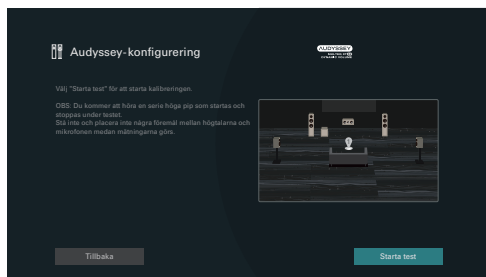 Audyssey-konfigurering
AUDYSSEY
Välj "Starta test" för att starta kalibreringen.
OBS: Du kommer att höra en serie höga pip som startas och
stoppas under testet.
Stå inte och placera inte några föremål mellan högtalarna och
mikrofonen medan mätningarna görs.
Tillbaka
Starta test